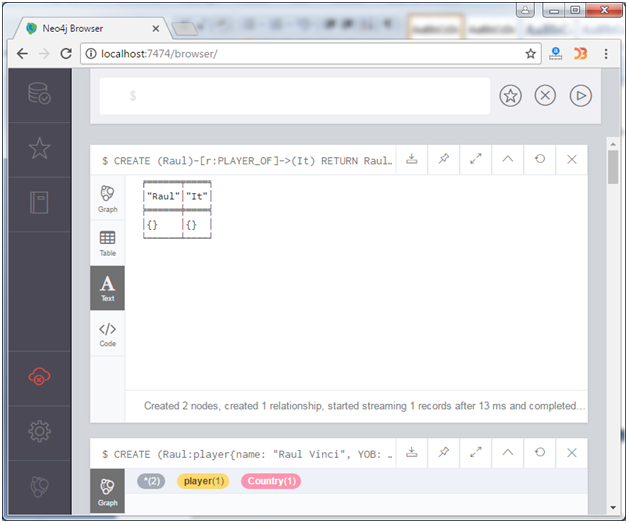 Neo4j Browser
localhost:7474/browser/
$
$ CREATE (Raul)-[r:PLAYER_OF]->(It) RETURN Raul…
Graph
Table
A
Text
</>
Code
"Raul" "It"
{} {}
Created 2 nodes, created 1 relationship, started streaming 1 records after 13 ms and completed...
$ CREATE (Raul:player{name: "Raul Vinci", YOB: …
Graph
*(2) player(1) Country(1)